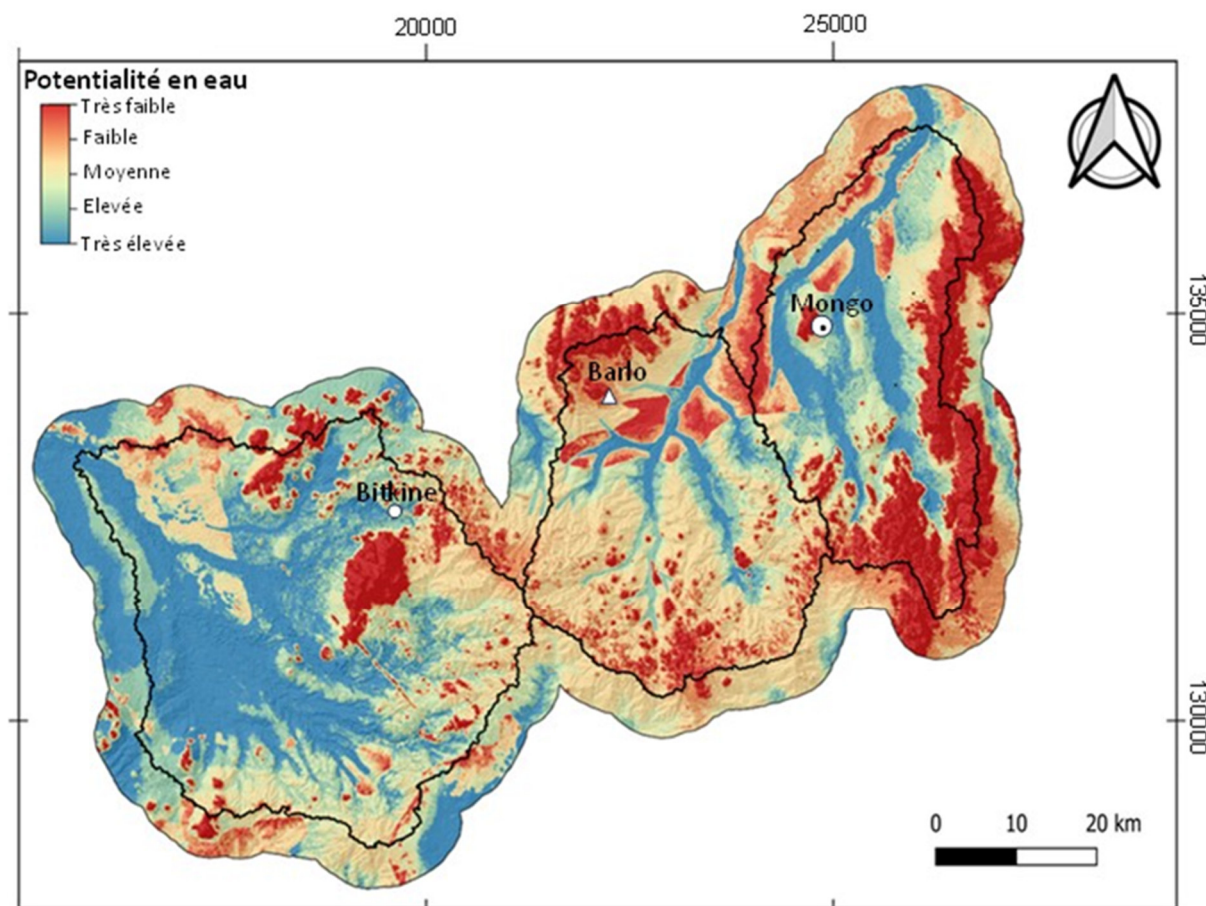 20000
25000
Potentialité en eau
Très faible
Faible
Moyenne
Elevée
Très élevée
Mongo
135000
Barlo
Bitkine
130000
0 10 20 km